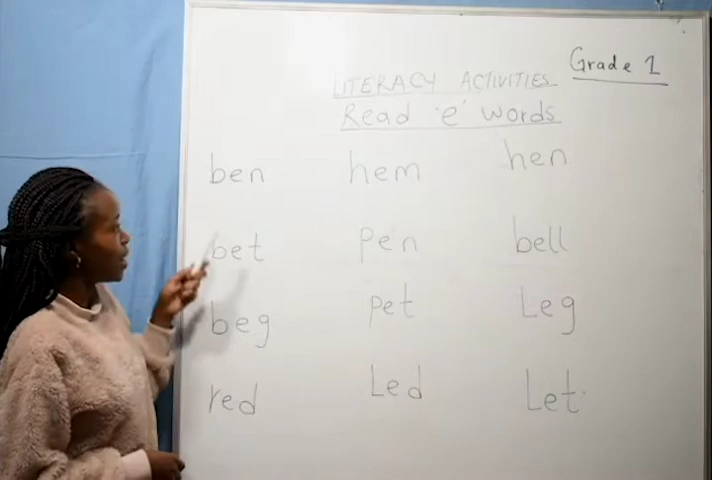 Grade 1
LITERACY ACTIVITIES
Read 'e' words
ben hem hen
bet pen bell
beg pet Leg
red Led Let